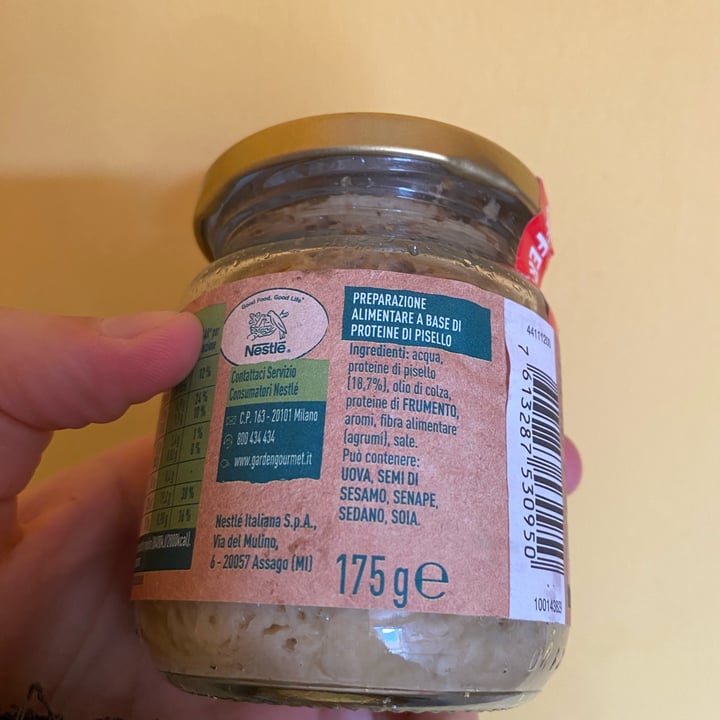 Good Food, Good Life
Nestlé®
Contattaci Servizio
Consumatori Nestlé
C.P. 163 - 20101 Milano
800 434 434
www.gardengourmet.it
Nestlé Italiana S.p.A.,
Via del Mulino,
6 - 20057 Assago (MI)
PREPARAZIONE
ALIMENTARE A BASE DI
PROTEINE DI PISELLO
Ingredienti: acqua,
proteine di pisello
(18,7%), olio di colza,
proteine di FRUMENTO,
aromi, fibra alimentare
(agrumi), sale.
Può contenere:
UOVA, SEMI DI
SESAMO, SENAPE,
SEDANO, SOIA.
175 g e
7 613287 530950